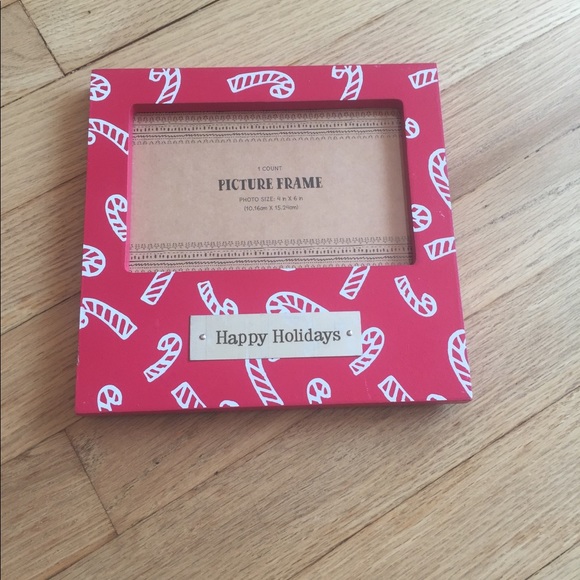 1 COUNT
PICTURE FRAME
PHOTO SIZE: 4 in X 6 in
(10.16cm X 15.24cm)
Happy Holidays